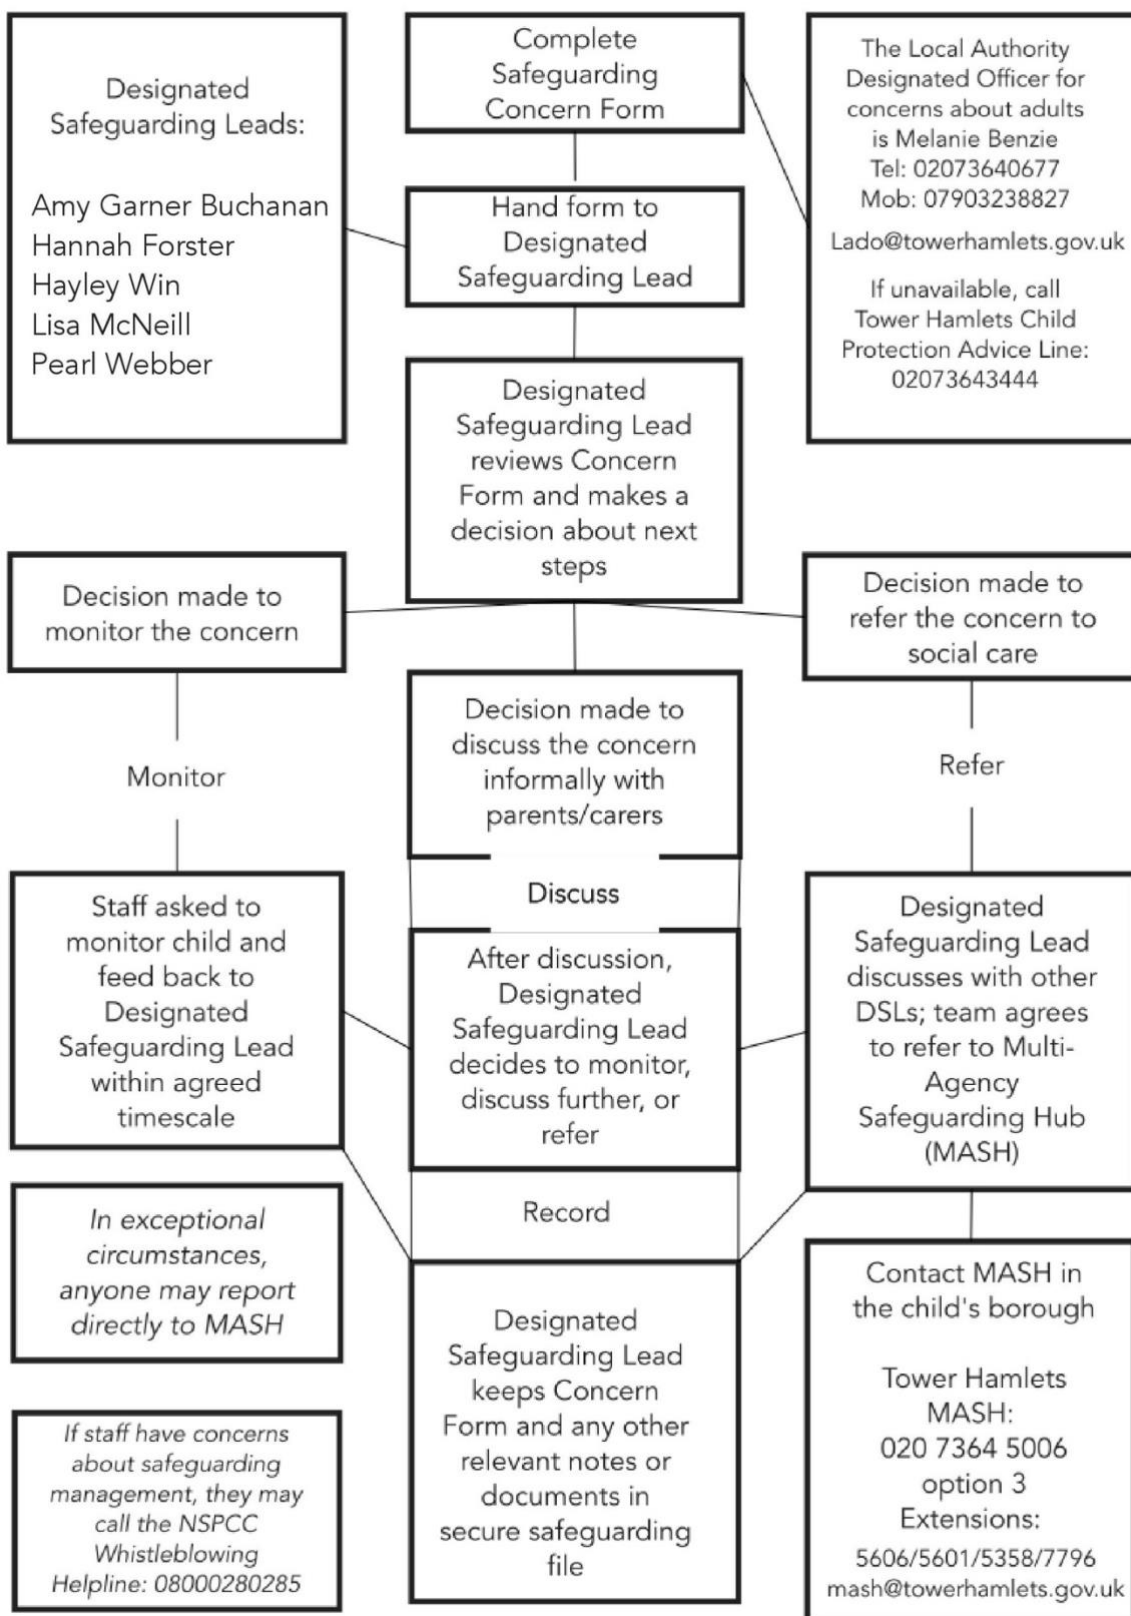 Designated
Safeguarding Leads:
Amy Garner Buchanan
Hannah Forster
Hayley Win
Lisa McNeill
Pearl Webber
Complete
Safeguarding
Concern Form
The Local Authority
Designated Officer for
concerns about adults
is Melanie Benzie
Tel: 02073640677
Mob: 07903238827
Lado@towerhamlets.gov.uk
If unavailable, call
Tower Hamlets Child
Protection Advice Line:
02073643444
Hand form to
Designated
Safeguarding Lead
Designated
Safeguarding Lead
reviews Concern
Form and makes a
decision about next
steps
Decision made to
monitor the concern
Decision made to
discuss the concern
informally with
parents/carers
Decision made to
refer the concern to
social care
Monitor
Discuss
Refer
Staff asked to
monitor child and
feed back to
Designated
Safeguarding Lead
within agreed
timescale
After discussion,
Designated
Safeguarding Lead
decides to monitor,
discuss further, or
refer
Designated
Safeguarding Lead
discusses with other
DSLs; team agrees
to refer to Multi-
Agency
Safeguarding Hub
(MASH)
Record
In exceptional
circumstances,
anyone may report
directly to MASH
Designated
Safeguarding Lead
keeps Concern
Form and any other
relevant notes or
documents in
secure safeguarding
file
Contact MASH in
the child's borough
Tower Hamlets
MASH:
020 7364 5006
option 3
Extensions:
5606/5601/5358/7796
mash@towerhamlets.gov.uk
If staff have concerns
about safeguarding
management, they may
call the NSPCC
Whistleblowing
Helpline: 08000280285